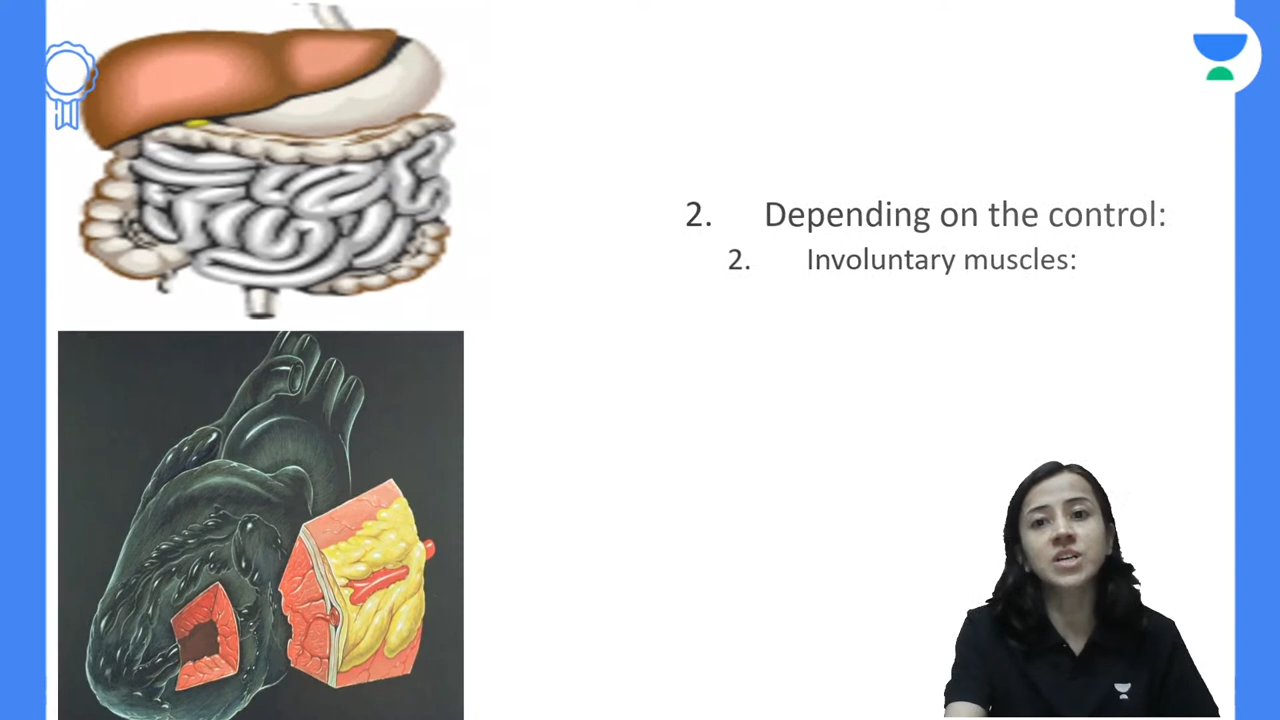 2. Depending on the control:
2. Involuntary muscles: